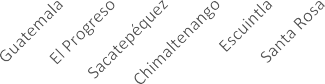 Guatemala
El Progreso
Sacatepéquez
Chimaltenango
Escuintla
Santa Rosa